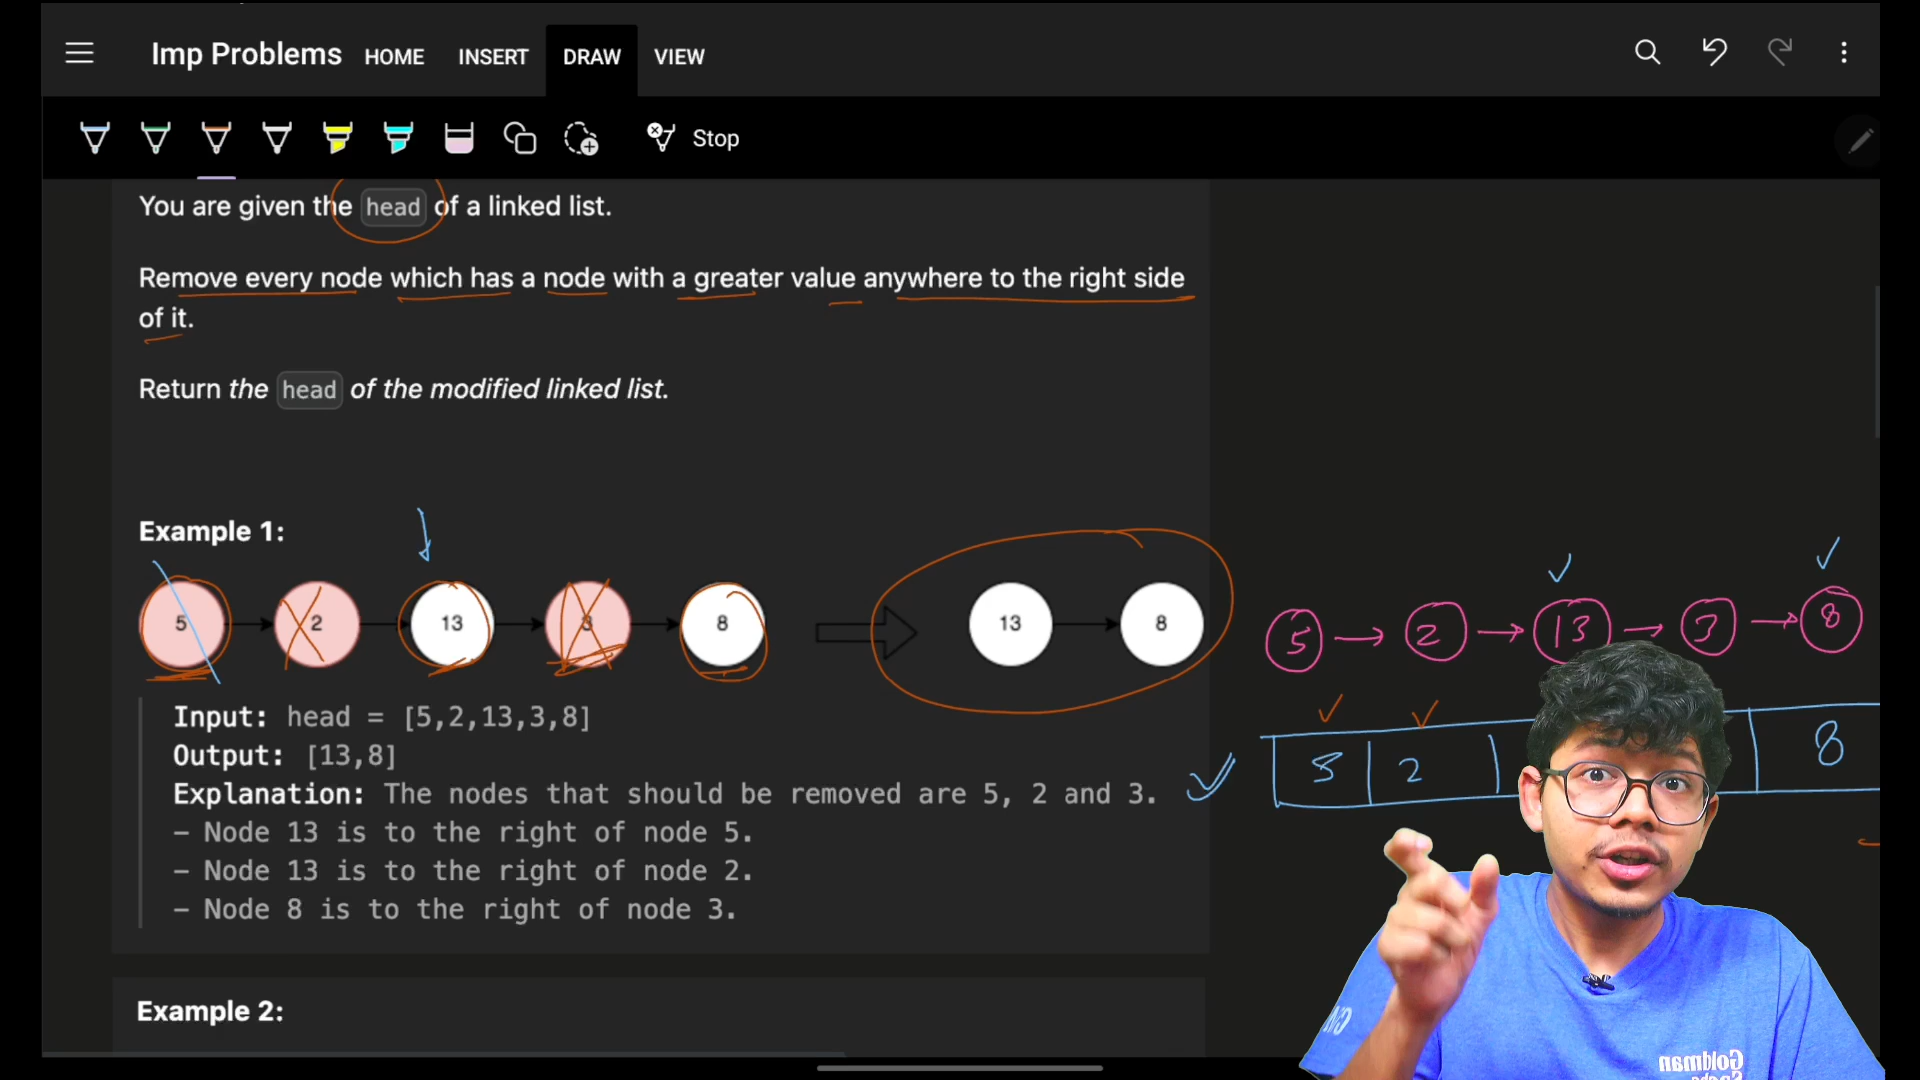 Imp Problems HOME INSERT DRAW VIEW
Stop
You are given the head of a linked list.
Remove every node which has a node with a greater value anywhere to the right side
of it.
Return the head of the modified linked list.
Example 1:
5 2 13 3 8 13 8
5 2 13 3 8
5 2 8
Input: head = [5,2,13,3,8]
Output: [13,8]
Explanation: The nodes that should be removed are 5, 2 and 3.
– Node 13 is to the right of node 5.
– Node 13 is to the right of node 2.
– Node 8 is to the right of node 3.
Example 2:
Goldman